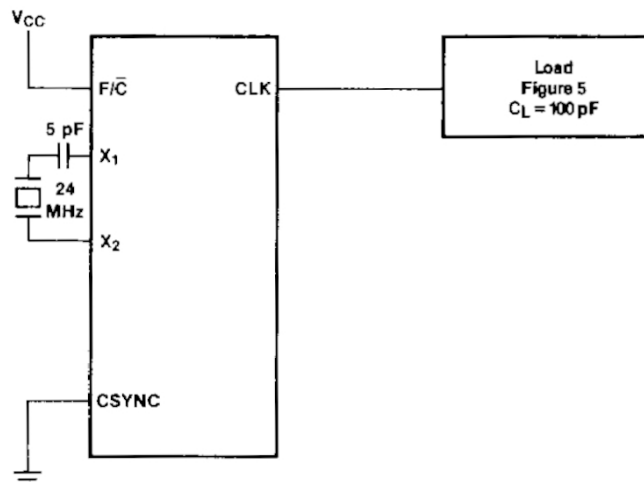 VCC
F/C̅
CLK
Load
Figure 5
CL = 100 pF
5 pF
X1
24
MHz
X2
CSYNC